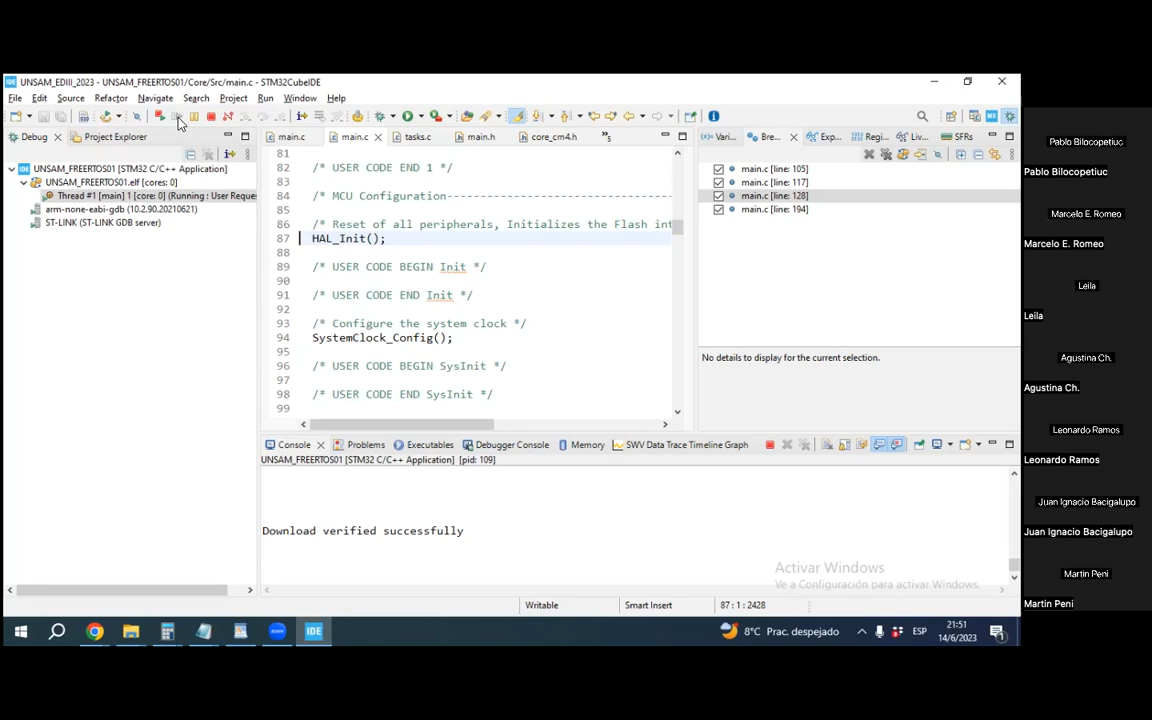 IDE UNSAM_EDIII_2023 - UNSAM_FREERTOS01/Core/Src/main.c - STM32CubeIDE
File Edit Source Refactor Navigate Search Project Run Window Help
Debug Project Explorer
UNSAM_FREERTOS01 [STM32 C/C++ Application]
UNSAM_FREERTOS01.elf [cores: 0]
Thread #1 [main] 1 [core: 0] (Running : User Reque
arm-none-eabi-gdb (10.2.90.20210621)
ST-LINK (ST-LINK GDB server)
main.c main.c tasks.c main.h core_cm4.h
81
82 /* USER CODE END 1 */
83
84 /* MCU Configuration--------------------------
85
86 /* Reset of all peripherals, Initializes the Flash int
87 HAL_Init();
88
89 /* USER CODE BEGIN Init */
90
91 /* USER CODE END Init */
92
93 /* Configure the system clock */
94 SystemClock_Config();
95
96 /* USER CODE BEGIN SysInit */
97
98 /* USER CODE END SysInit */
99
(x)= Vari... Bre... Exp... Regi... Liv... SFRs
main.c [line: 105]
main.c [line: 117]
main.c [line: 128]
main.c [line: 194]
No details to display for the current selection.
Console Problems Executables Debugger Console Memory SWV Data Trace Timeline Graph
UNSAM_FREERTOS01 [STM32 C/C++ Application] [pid: 109]
Download verified successfully
Activar Windows
Ve a Configuración para activar Windows.
Writable Smart Insert 87 : 1 : 2428
IDE 8°C Prac. despejado ESP 21:51
14/6/2023
1
Pablo Bilocopetiuc
Pablo Bilocopetiuc
Marcelo E. Romeo
Marcelo E. Romeo
Leila
Leila
Agustina Ch.
Agustina Ch.
Leonardo Ramos
Leonardo Ramos
Juan Ignacio Bacigalupo
Juan Ignacio Bacigalupo
Martin Peni
Martin Peni